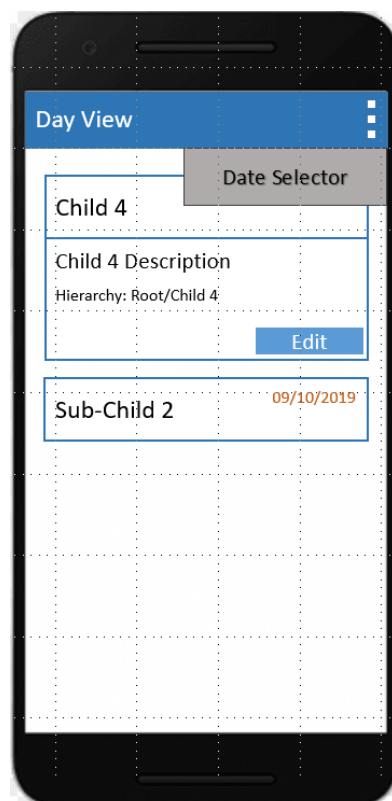 Day View
Date Selector
Child 4
Child 4 Description
Hierarchy: Root/Child 4
Edit
09/10/2019
Sub-Child 2